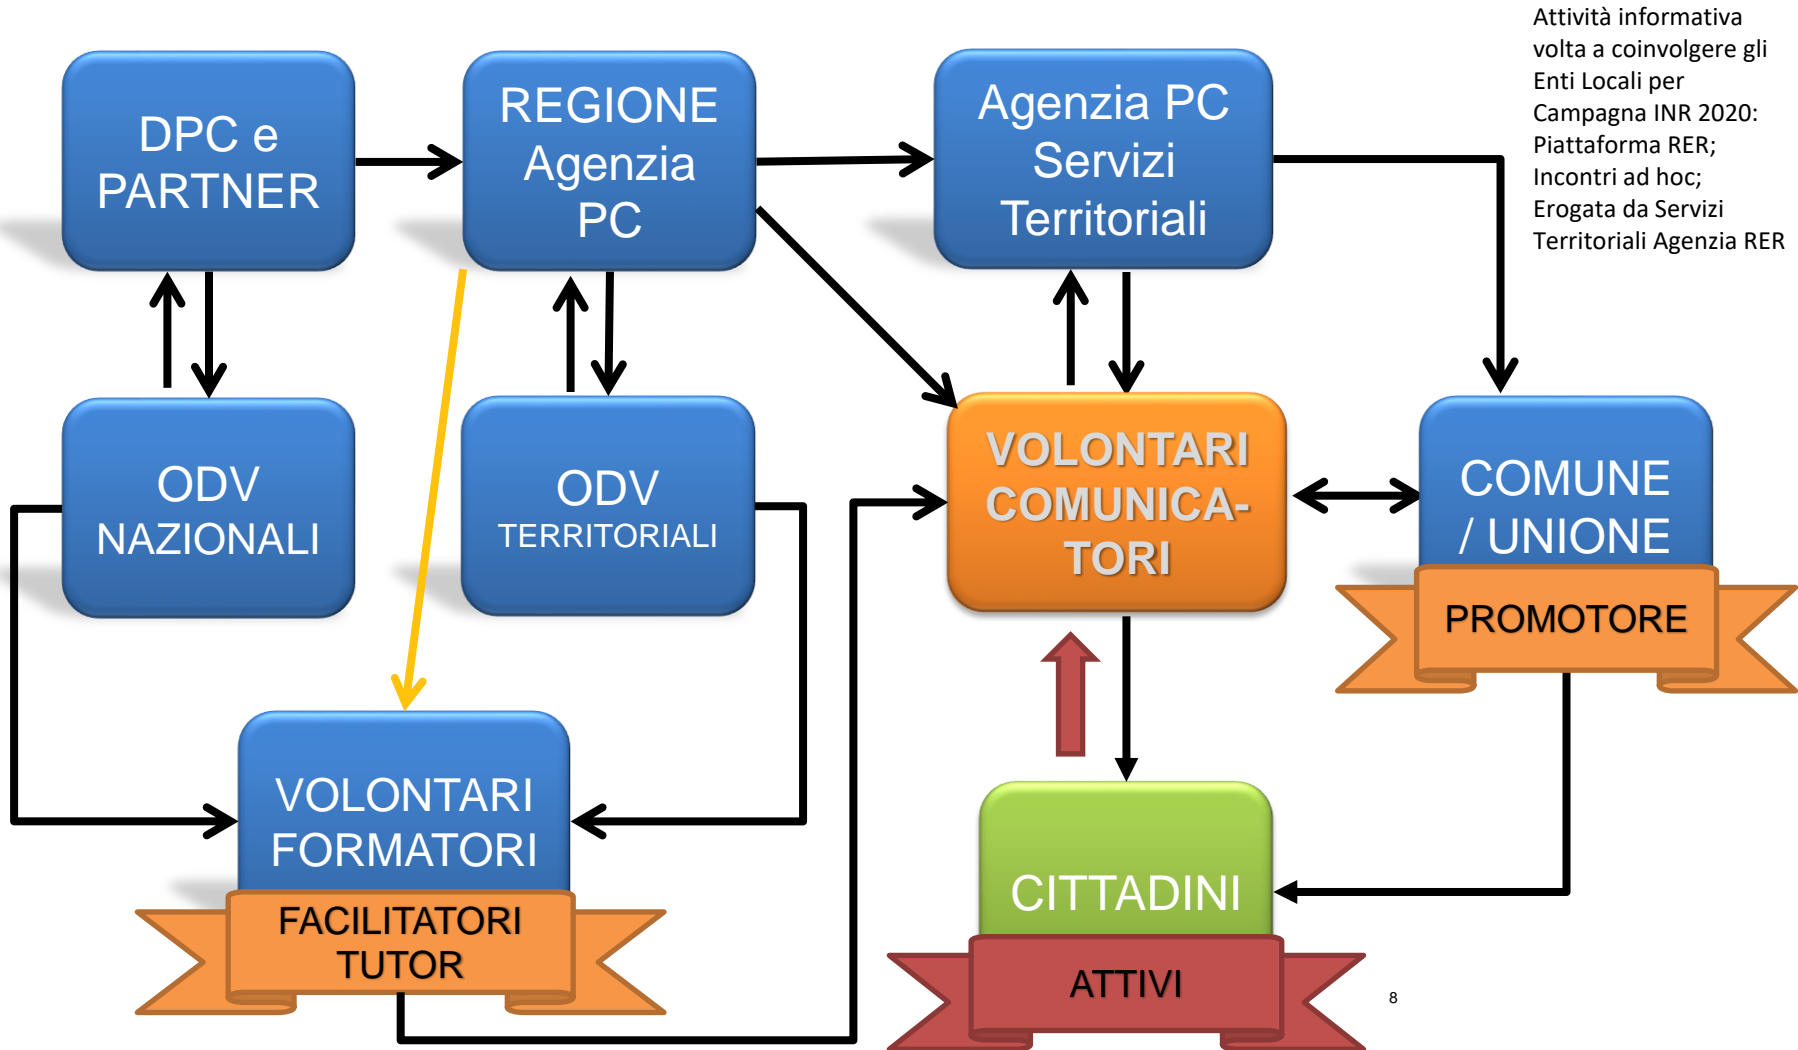 Attività informativa
volta a coinvolgere gli
Enti Locali per
Campagna INR 2020:
Piattaforma RER;
Incontri ad hoc;
Erogata da Servizi
Territoriali Agenzia RER
DPC e
PARTNER
REGIONE
Agenzia
PC
Agenzia PC
Servizi
Territoriali
ODV
NAZIONALI
ODV
TERRITORIALI
VOLONTARI
COMUNICA-
TORI
COMUNE
/ UNIONE
PROMOTORE
VOLONTARI
FORMATORI
FACILITATORI
TUTOR
CITTADINI
ATTIVI
8